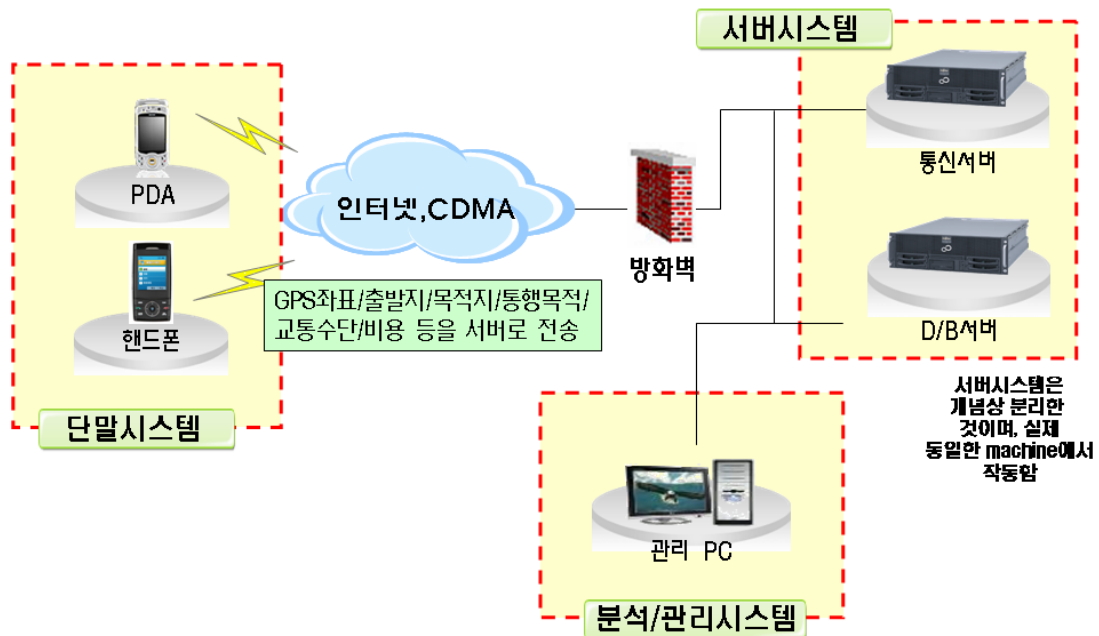 서버시스템
통신서버
D/B서버
서버시스템은
개념상 분리한
것이며, 실제
동일한 machine에서
작동함
PDA
핸드폰
단말시스템
인터넷,CDMA
방화벽
GPS좌표/출발지/목적지/통행목적/
교통수단/비용 등을 서버로 전송
관리 PC
분석/관리시스템